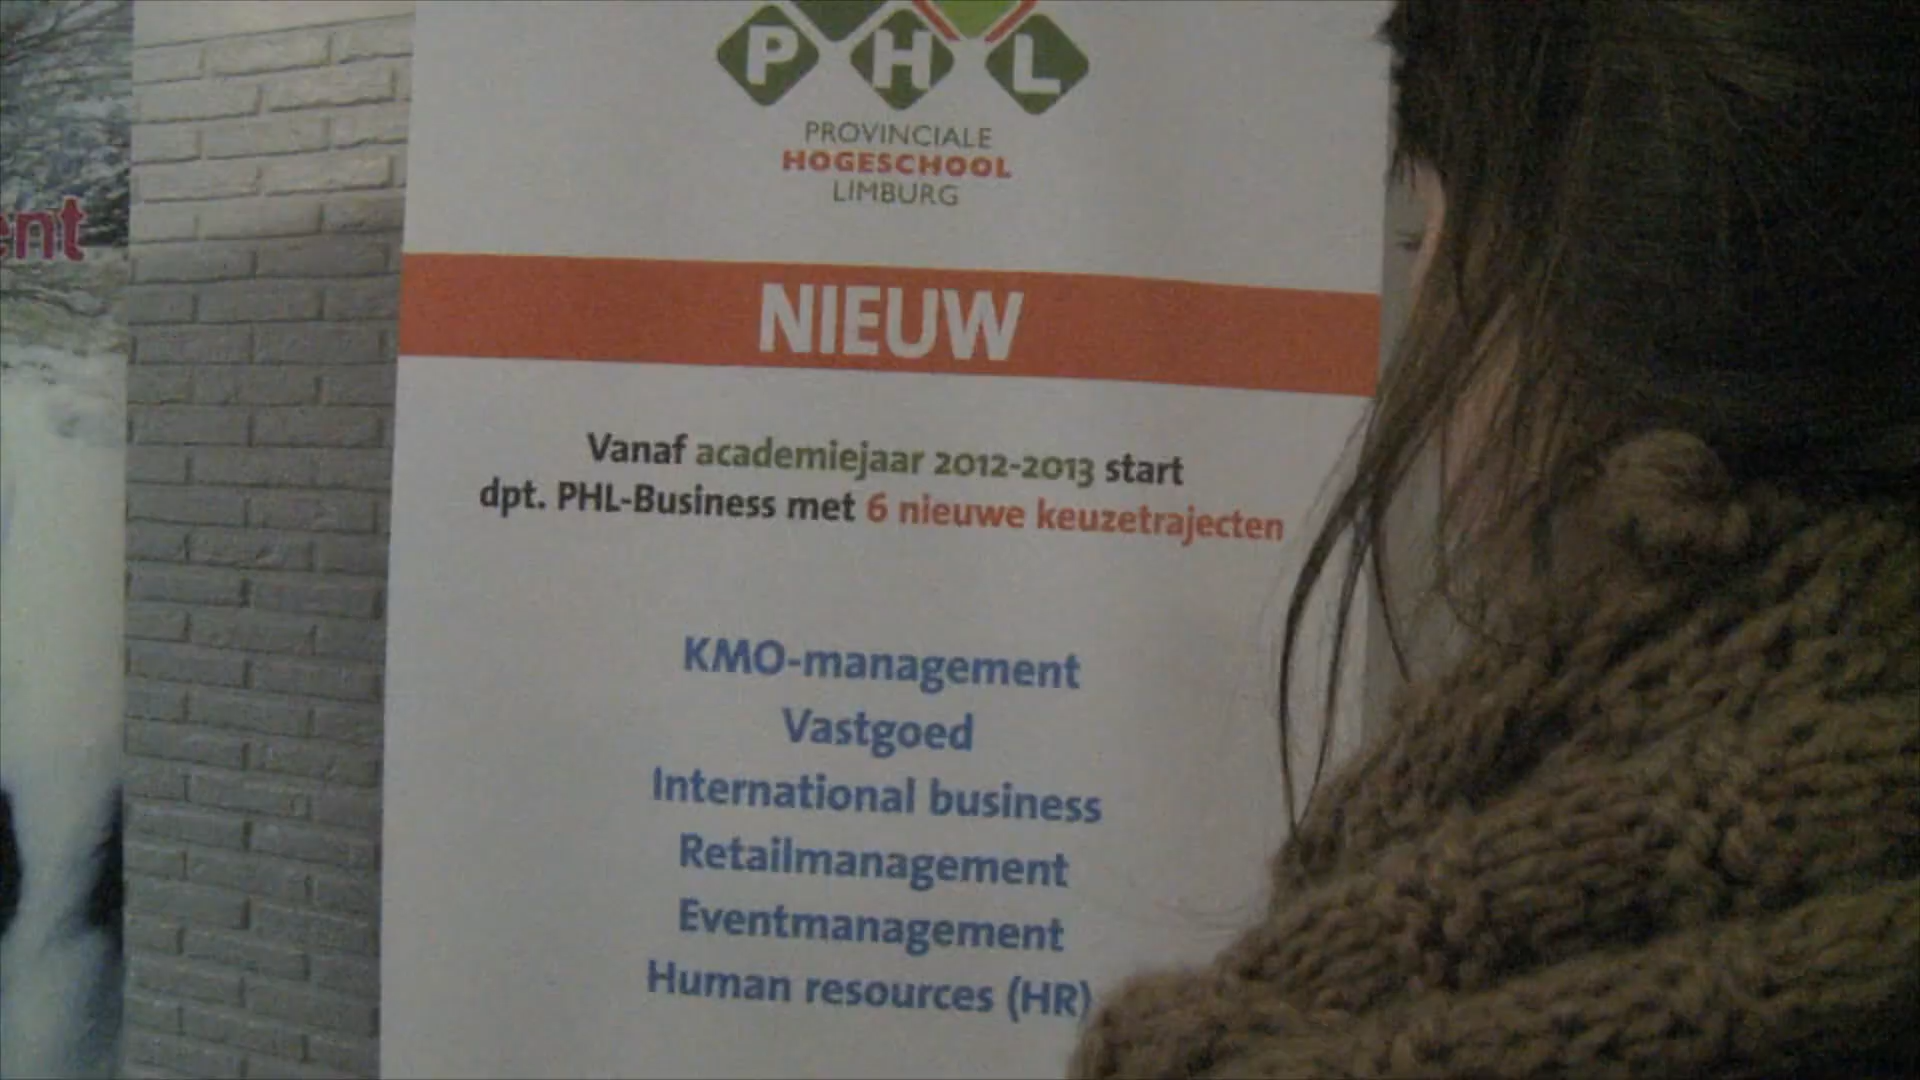 ent
PHL
PROVINCIALE
HOGESCHOOL
LIMBURG
NIEUW
Vanaf academiejaar 2012-2013 start
dpt. PHL-Business met 6 nieuwe keuzetrajecten
KMO-management
Vastgoed
International business
Retailmanagement
Eventmanagement
Human resources (HR)